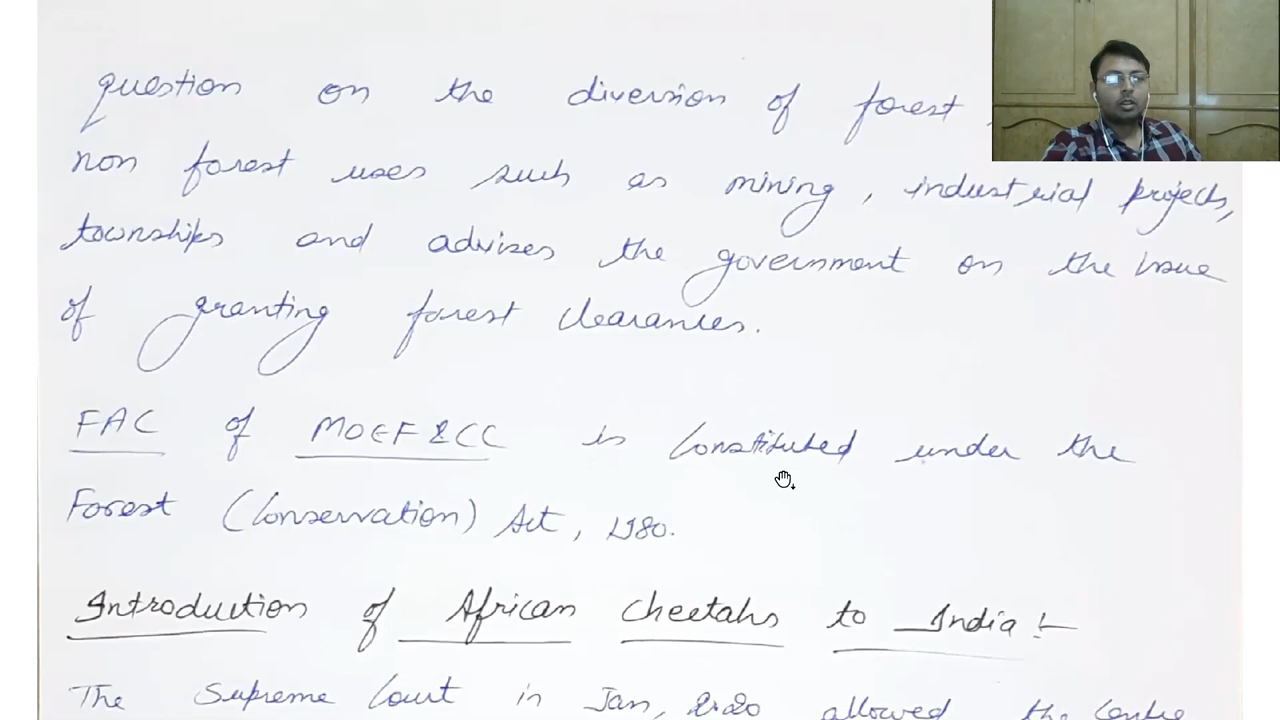 question on the diversion of forest
non forest uses such as mining, industrial projects,
townships and advises the government on the issue
of granting forest clearances.
FAC of MOEF&CC is constituted under the
Forest (Conservation) Act, 1980.
Introduction of African Cheetahs to India :-
The Supreme Court in Jan, 2020 allowed the Centre